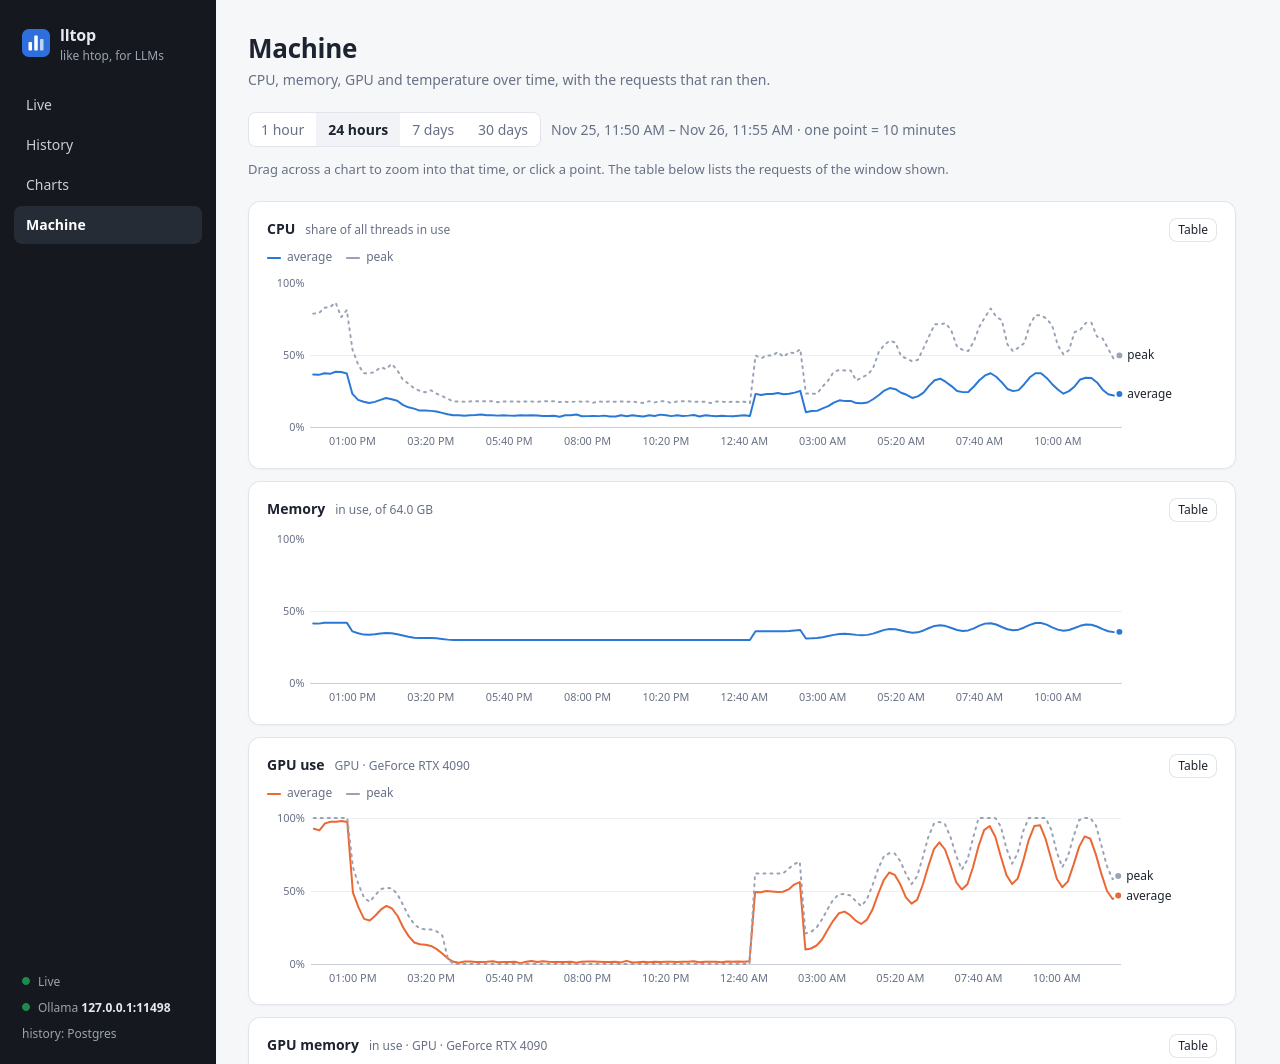 lltop
like htop, for LLMs
Live
History
Charts
Machine
Live
Ollama 127.0.0.1:11498
history: Postgres
Machine
CPU, memory, GPU and temperature over time, with the requests that ran then.
1 hour 24 hours 7 days 30 days Nov 25, 11:50 AM – Nov 26, 11:55 AM · one point = 10 minutes
Drag across a chart to zoom into that time, or click a point. The table below lists the requests of the window shown.
CPU share of all threads in use Table
average peak
100%
50%
0%
peak
average
01:00 PM 03:20 PM 05:40 PM 08:00 PM 10:20 PM 12:40 AM 03:00 AM 05:20 AM 07:40 AM 10:00 AM
Memory in use, of 64.0 GB Table
100%
50%
0%
01:00 PM 03:20 PM 05:40 PM 08:00 PM 10:20 PM 12:40 AM 03:00 AM 05:20 AM 07:40 AM 10:00 AM
GPU use GPU · GeForce RTX 4090 Table
average peak
100%
50%
0%
peak
average
01:00 PM 03:20 PM 05:40 PM 08:00 PM 10:20 PM 12:40 AM 03:00 AM 05:20 AM 07:40 AM 10:00 AM
GPU memory in use · GPU · GeForce RTX 4090 Table